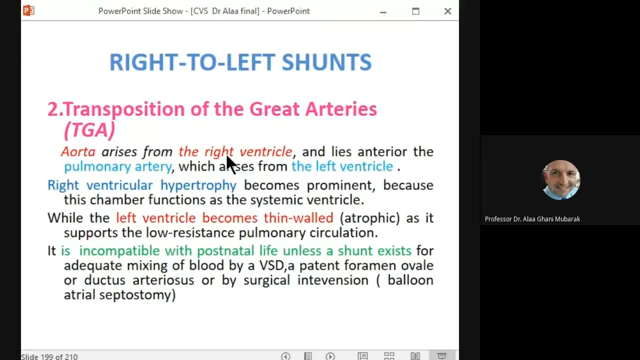 PowerPoint Slide Show - [CVS Dr Alaa final] - PowerPoint
RIGHT-TO-LEFT SHUNTS
2.Transposition of the Great Arteries
(TGA)
Aorta arises from the right ventricle, and lies anterior the
pulmonary artery, which arises from the left ventricle .
Right ventricular hypertrophy becomes prominent, because
this chamber functions as the systemic ventricle.
While the left ventricle becomes thin-walled (atrophic) as it
supports the low-resistance pulmonary circulation.
It is incompatible with postnatal life unless a shunt exists for
adequate mixing of blood by a VSD,a patent foramen ovale
or ductus arteriosus or by surgical intevension ( balloon
atrial septostomy)
Professor Dr. Alaa Ghani Mubarak
Slide 199 of 210